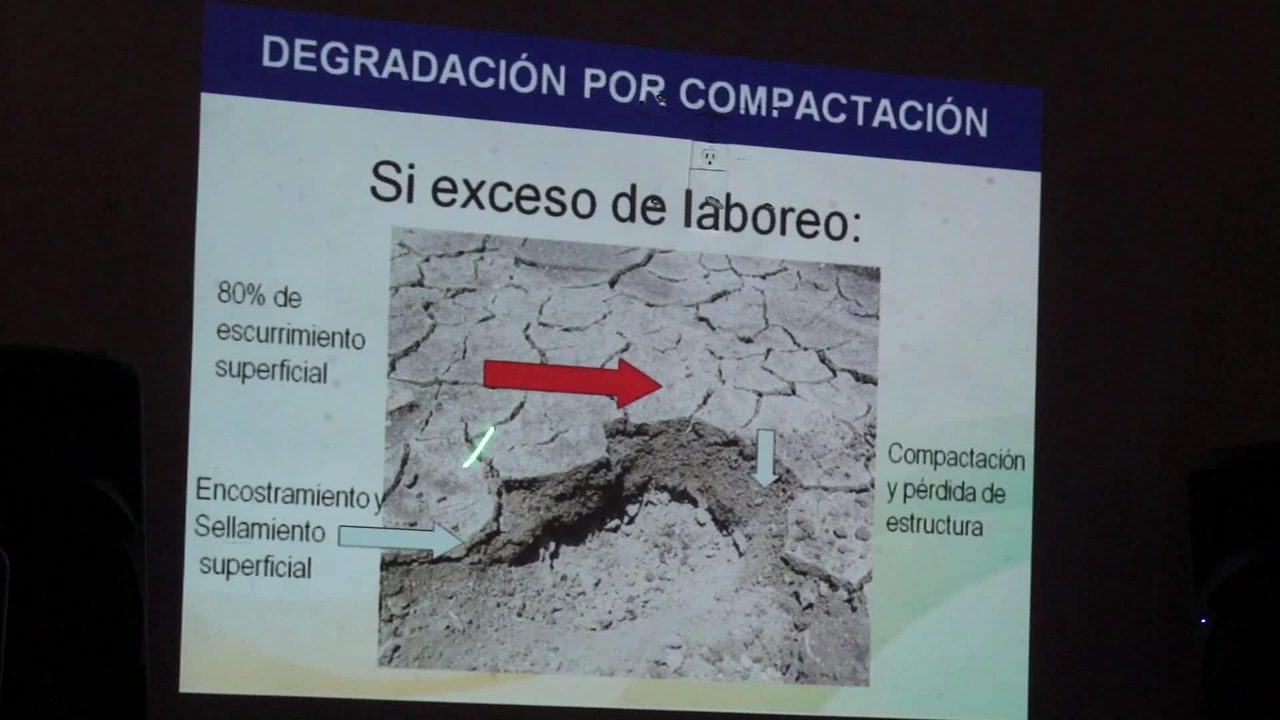 DEGRADACIÓN POR COMPACTACIÓN
Si exceso de laboreo:
80% de
escurrimiento
superficial
Encostramiento y
Sellamiento
superficial
Compactación
y pérdida de
estructura